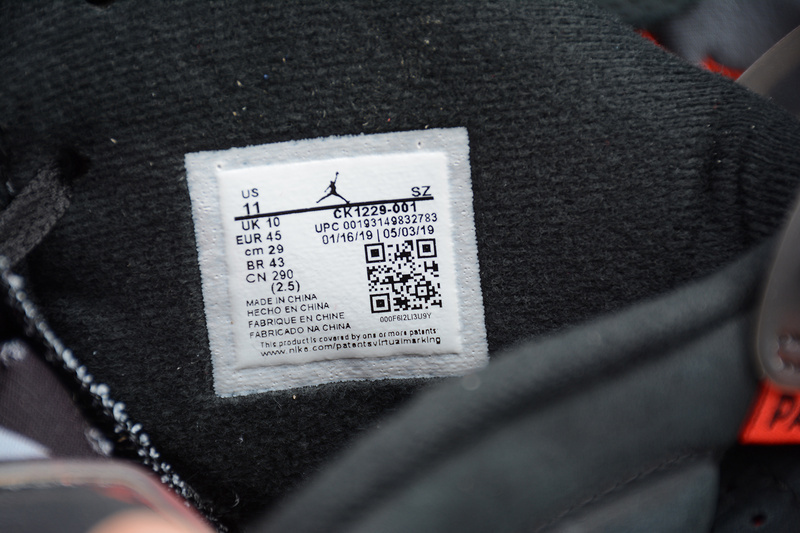 US SZ
11 CK1229-001
UK 10 UPC 00193149832783
EUR 45 01/16/19 | 05/03/19
cm 29
BR 43
CN 290
(2.5)
MADE IN CHINA
HECHO EN CHINA
FABRIQUE EN CHINE
FABRICADO NA CHINA
000F6I2LI3U9Y
This product is covered by one or more patents
www.nike.com/patentsvirtualmarking